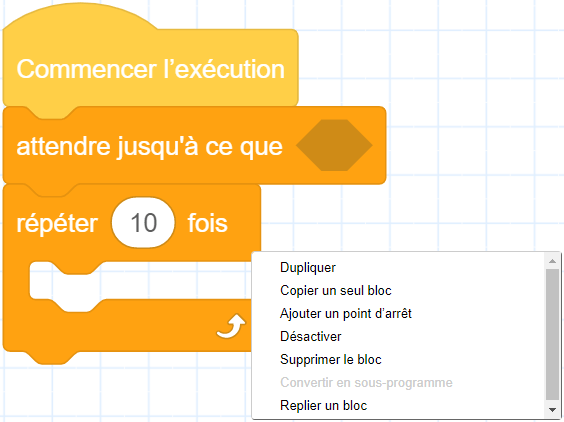 Commencer l’exécution
attendre jusqu'à ce que
répéter 10 fois
Dupliquer
Copier un seul bloc
Ajouter un point d’arrêt
Désactiver
Supprimer le bloc
Convertir en sous-programme
Replier un bloc